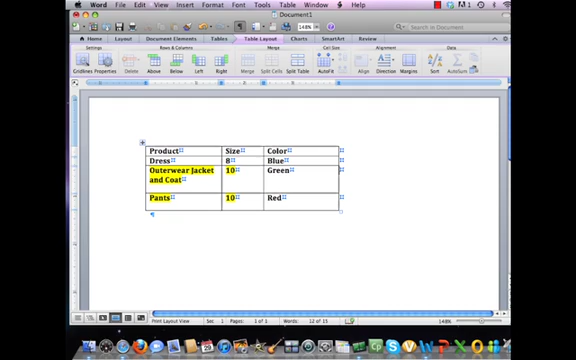 Word File Edit View Insert Format Font Tools Table Window Help
Document1
148%
Search in Document
Home Layout Document Elements Tables Table Layout Charts SmartArt Review
Settings Rows & Columns Merge Cell Size Alignment Data
Gridlines Properties Above Below Left Right Merge Cells Split Cells Split Table AutoFit Align Direction Margins Sort
Product Size Color
Dress 8 Blue
Outerwear Jacket 10 Green
and Coat
Pants 10 Red
Print Layout View Sec 1 Pages: 1 of 1 Words: 12 of 15 148%